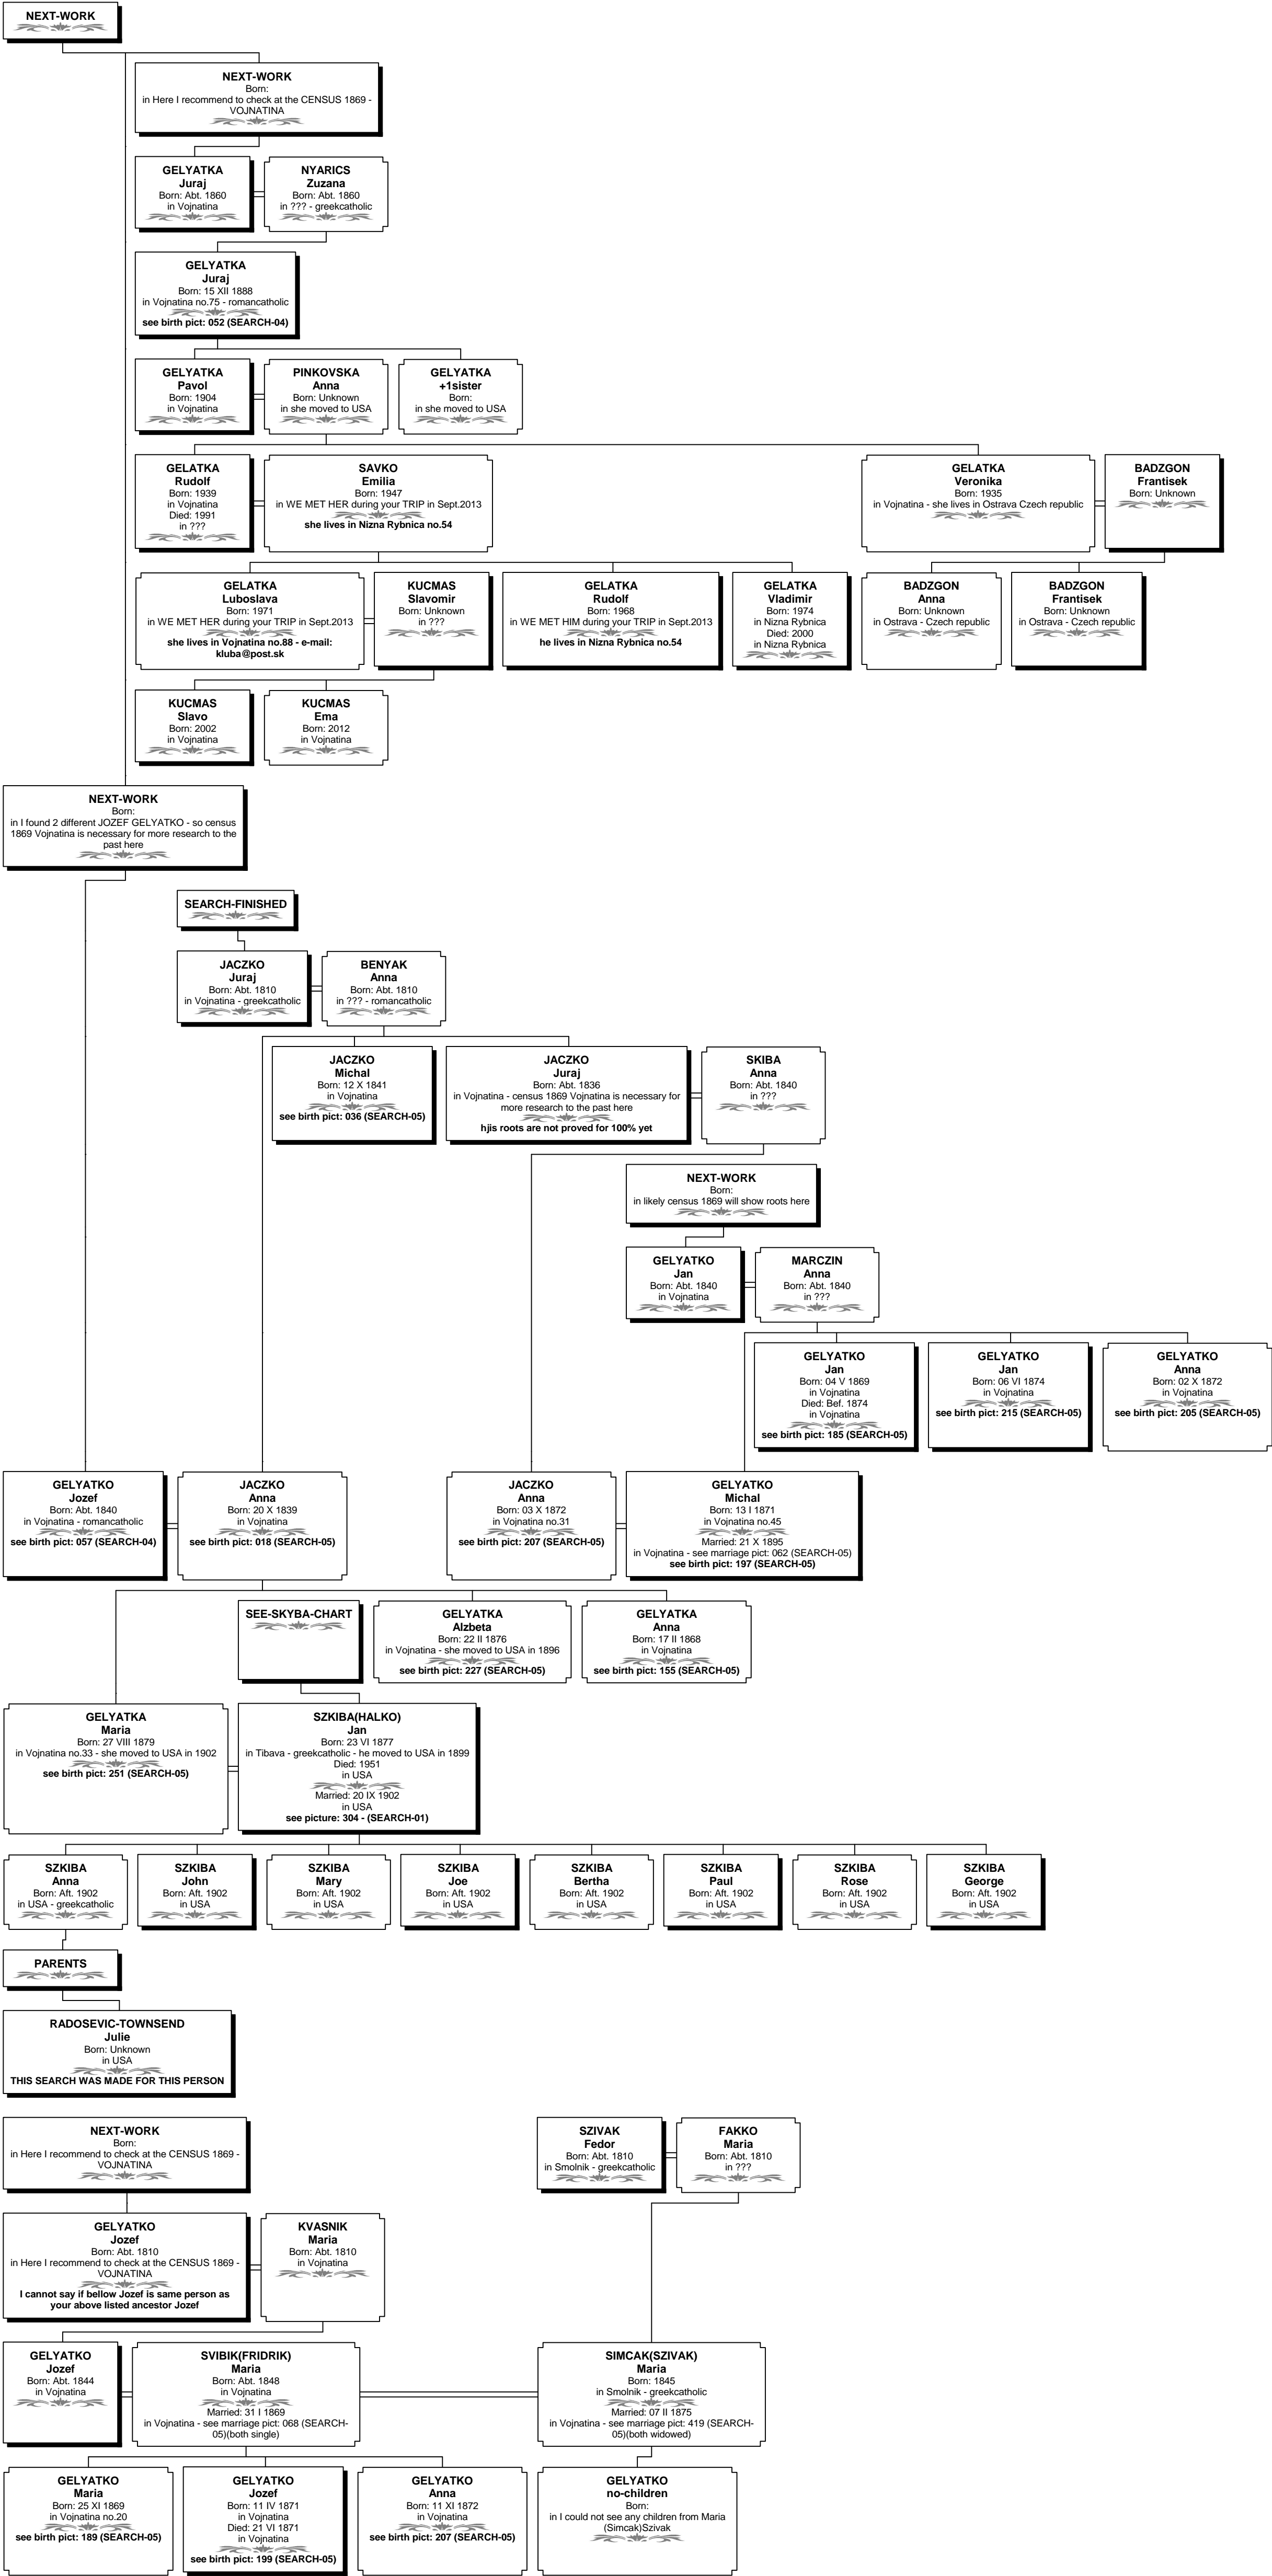 NEXT-WORK
NEXT-WORK
Born:
in Here I recommend to check at the CENSUS 1869 -
VOJNATINA
GELYATKA
Juraj
Born: Abt. 1860
in Vojnatina
NYARICS
Zuzana
Born: Abt. 1860
in ??? - greekcatholic
GELYATKA
Juraj
Born: 15 XII 1888
in Vojnatina no.75 - romancatholic
see birth pict: 052 (SEARCH-04)
GELYATKA
Pavol
Born: 1904
in Vojnatina
PINKOVSKA
Anna
Born: Unknown
in she moved to USA
GELYATKA
+1sister
Born:
in she moved to USA
GELATKA
Rudolf
Born: 1939
in Vojnatina
Died: 1991
in ???
SAVKO
Emilia
Born: 1947
in WE MET HER during your TRIP in Sept.2013
she lives in Nizna Rybnica no.54
GELATKA
Veronika
Born: 1935
in Vojnatina - she lives in Ostrava Czech republic
BADZGON
Frantisek
Born: Unknown
GELATKA
Luboslava
Born: 1971
in WE MET HER during your TRIP in Sept.2013
she lives in Vojnatina no.88 - e-mail:
kluba@post.sk
KUCMAS
Slavomir
Born: Unknown
in ???
GELATKA
Rudolf
Born: 1968
in WE MET HIM during your TRIP in Sept.2013
he lives in Nizna Rybnica no.54
GELATKA
Vladimir
Born: 1974
in Nizna Rybnica
Died: 2000
in Nizna Rybnica
BADZGON
Anna
Born: Unknown
in Ostrava - Czech republic
BADZGON
Frantisek
Born: Unknown
in Ostrava - Czech republic
KUCMAS
Slavo
Born: 2002
in Vojnatina
KUCMAS
Ema
Born: 2012
in Vojnatina
NEXT-WORK
Born:
in I found 2 different JOZEF GELYATKO - so census
1869 Vojnatina is necessary for more research to the
past here
SEARCH-FINISHED
JACZKO
Juraj
Born: Abt. 1810
in Vojnatina - greekcatholic
BENYAK
Anna
Born: Abt. 1810
in ??? - romancatholic
JACZKO
Michal
Born: 12 X 1841
in Vojnatina
see birth pict: 036 (SEARCH-05)
JACZKO
Juraj
Born: Abt. 1836
in Vojnatina - census 1869 Vojnatina is necessary for
more research to the past here
hjis roots are not proved for 100% yet
SKIBA
Anna
Born: Abt. 1840
in ???
NEXT-WORK
Born:
in likely census 1869 will show roots here
GELYATKO
Jan
Born: Abt. 1840
in Vojnatina
MARCZIN
Anna
Born: Abt. 1840
in ???
GELYATKO
Jan
Born: 04 V 1869
in Vojnatina
Died: Bef. 1874
in Vojnatina
see birth pict: 185 (SEARCH-05)
GELYATKO
Jan
Born: 06 VI 1874
in Vojnatina
see birth pict: 215 (SEARCH-05)
GELYATKO
Anna
Born: 02 X 1872
in Vojnatina
see birth pict: 205 (SEARCH-05)
GELYATKO
Jozef
Born: Abt. 1840
in Vojnatina - romancatholic
see birth pict: 057 (SEARCH-04)
JACZKO
Anna
Born: 20 X 1839
in Vojnatina
see birth pict: 018 (SEARCH-05)
JACZKO
Anna
Born: 03 X 1872
in Vojnatina no.31
see birth pict: 207 (SEARCH-05)
GELYATKO
Michal
Born: 13 I 1871
in Vojnatina no.45
Married: 21 X 1895
in Vojnatina - see marriage pict: 062 (SEARCH-05)
see birth pict: 197 (SEARCH-05)
SEE-SKYBA-CHART
GELYATKA
Alzbeta
Born: 22 II 1876
in Vojnatina - she moved to USA in 1896
see birth pict: 227 (SEARCH-05)
GELYATKA
Anna
Born: 17 II 1868
in Vojnatina
see birth pict: 155 (SEARCH-05)
GELYATKA
Maria
Born: 27 VIII 1879
in Vojnatina no.33 - she moved to USA in 1902
see birth pict: 251 (SEARCH-05)
SZKIBA(HALKO)
Jan
Born: 23 VI 1877
in Tibava - greekcatholic - he moved to USA in 1899
Died: 1951
in USA
Married: 20 IX 1902
in USA
see picture: 304 - (SEARCH-01)
SZKIBA
Anna
Born: Aft. 1902
in USA - greekcatholic
SZKIBA
John
Born: Aft. 1902
in USA
SZKIBA
Mary
Born: Aft. 1902
in USA
SZKIBA
Joe
Born: Aft. 1902
in USA
SZKIBA
Bertha
Born: Aft. 1902
in USA
SZKIBA
Paul
Born: Aft. 1902
in USA
SZKIBA
Rose
Born: Aft. 1902
in USA
SZKIBA
George
Born: Aft. 1902
in USA
PARENTS
RADOSEVIC-TOWNSEND
Julie
Born: Unknown
in USA
THIS SEARCH WAS MADE FOR THIS PERSON
NEXT-WORK
Born:
in Here I recommend to check at the CENSUS 1869 -
VOJNATINA
SZIVAK
Fedor
Born: Abt. 1810
in Smolnik - greekcatholic
FAKKO
Maria
Born: Abt. 1810
in ???
GELYATKO
Jozef
Born: Abt. 1810
in Here I recommend to check at the CENSUS 1869 -
VOJNATINA
I cannot say if bellow Jozef is same person as
your above listed ancestor Jozef
KVASNIK
Maria
Born: Abt. 1810
in Vojnatina
GELYATKO
Jozef
Born: Abt. 1844
in Vojnatina
SVIBIK(FRIDRIK)
Maria
Born: Abt. 1848
in Vojnatina
Married: 31 I 1869
in Vojnatina - see marriage pict: 068 (SEARCH-
05)(both single)
SIMCAK(SZIVAK)
Maria
Born: 1845
in Smolnik - greekcatholic
Married: 07 II 1875
in Vojnatina - see marriage pict: 419 (SEARCH-
05)(both widowed)
GELYATKO
Maria
Born: 25 XI 1869
in Vojnatina no.20
see birth pict: 189 (SEARCH-05)
GELYATKO
Jozef
Born: 11 IV 1871
in Vojnatina
Died: 21 VI 1871
in Vojnatina
see birth pict: 199 (SEARCH-05)
GELYATKO
Anna
Born: 11 XI 1872
in Vojnatina
see birth pict: 207 (SEARCH-05)
GELYATKO
no-children
Born:
in I could not see any children from Maria
(Simcak)Szivak